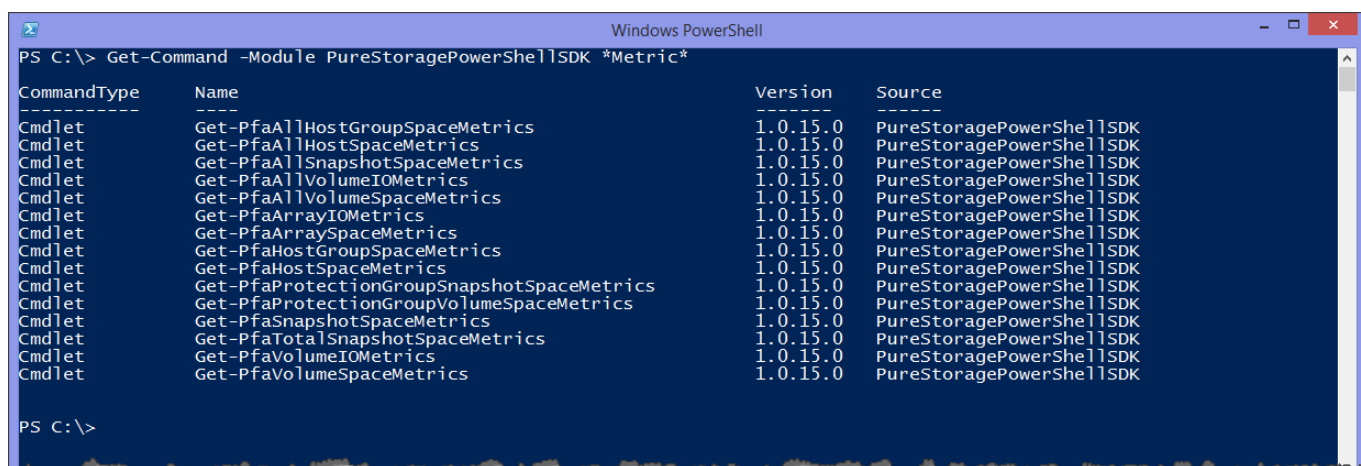 Windows PowerShell
PS C:\> Get-Command -Module PureStoragePowerShellSDK *Metric*
CommandType Name Version Source
----------- ---- ------- ------
Cmdlet Get-PfaAllHostGroupSpaceMetrics 1.0.15.0 PureStoragePowerShellSDK
Cmdlet Get-PfaAllHostSpaceMetrics 1.0.15.0 PureStoragePowerShellSDK
Cmdlet Get-PfaAllSnapshotSpaceMetrics 1.0.15.0 PureStoragePowerShellSDK
Cmdlet Get-PfaAllVolumeIOMetrics 1.0.15.0 PureStoragePowerShellSDK
Cmdlet Get-PfaAllVolumeSpaceMetrics 1.0.15.0 PureStoragePowerShellSDK
Cmdlet Get-PfaArrayIOMetrics 1.0.15.0 PureStoragePowerShellSDK
Cmdlet Get-PfaArraySpaceMetrics 1.0.15.0 PureStoragePowerShellSDK
Cmdlet Get-PfaHostGroupSpaceMetrics 1.0.15.0 PureStoragePowerShellSDK
Cmdlet Get-PfaHostSpaceMetrics 1.0.15.0 PureStoragePowerShellSDK
Cmdlet Get-PfaProtectionGroupSnapshotSpaceMetrics 1.0.15.0 PureStoragePowerShellSDK
Cmdlet Get-PfaProtectionGroupVolumeSpaceMetrics 1.0.15.0 PureStoragePowerShellSDK
Cmdlet Get-PfaSnapshotSpaceMetrics 1.0.15.0 PureStoragePowerShellSDK
Cmdlet Get-PfaTotalSnapshotSpaceMetrics 1.0.15.0 PureStoragePowerShellSDK
Cmdlet Get-PfaVolumeIOMetrics 1.0.15.0 PureStoragePowerShellSDK
Cmdlet Get-PfaVolumeSpaceMetrics 1.0.15.0 PureStoragePowerShellSDK
PS C:\>